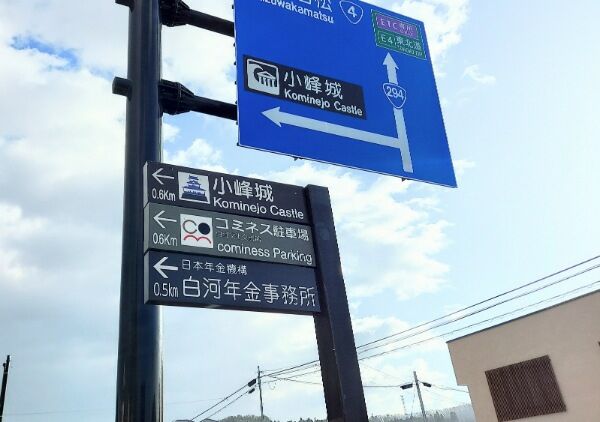 zuwakamatsu
4
ETC専用
E4 東北道
小峰城
Kominejo Castle
294
0.6Km
小峰城
Kominejo Castle
0.6Km
コミネス駐車場
cominess Parking
日本年金機構
0.5km
白河年金事務所